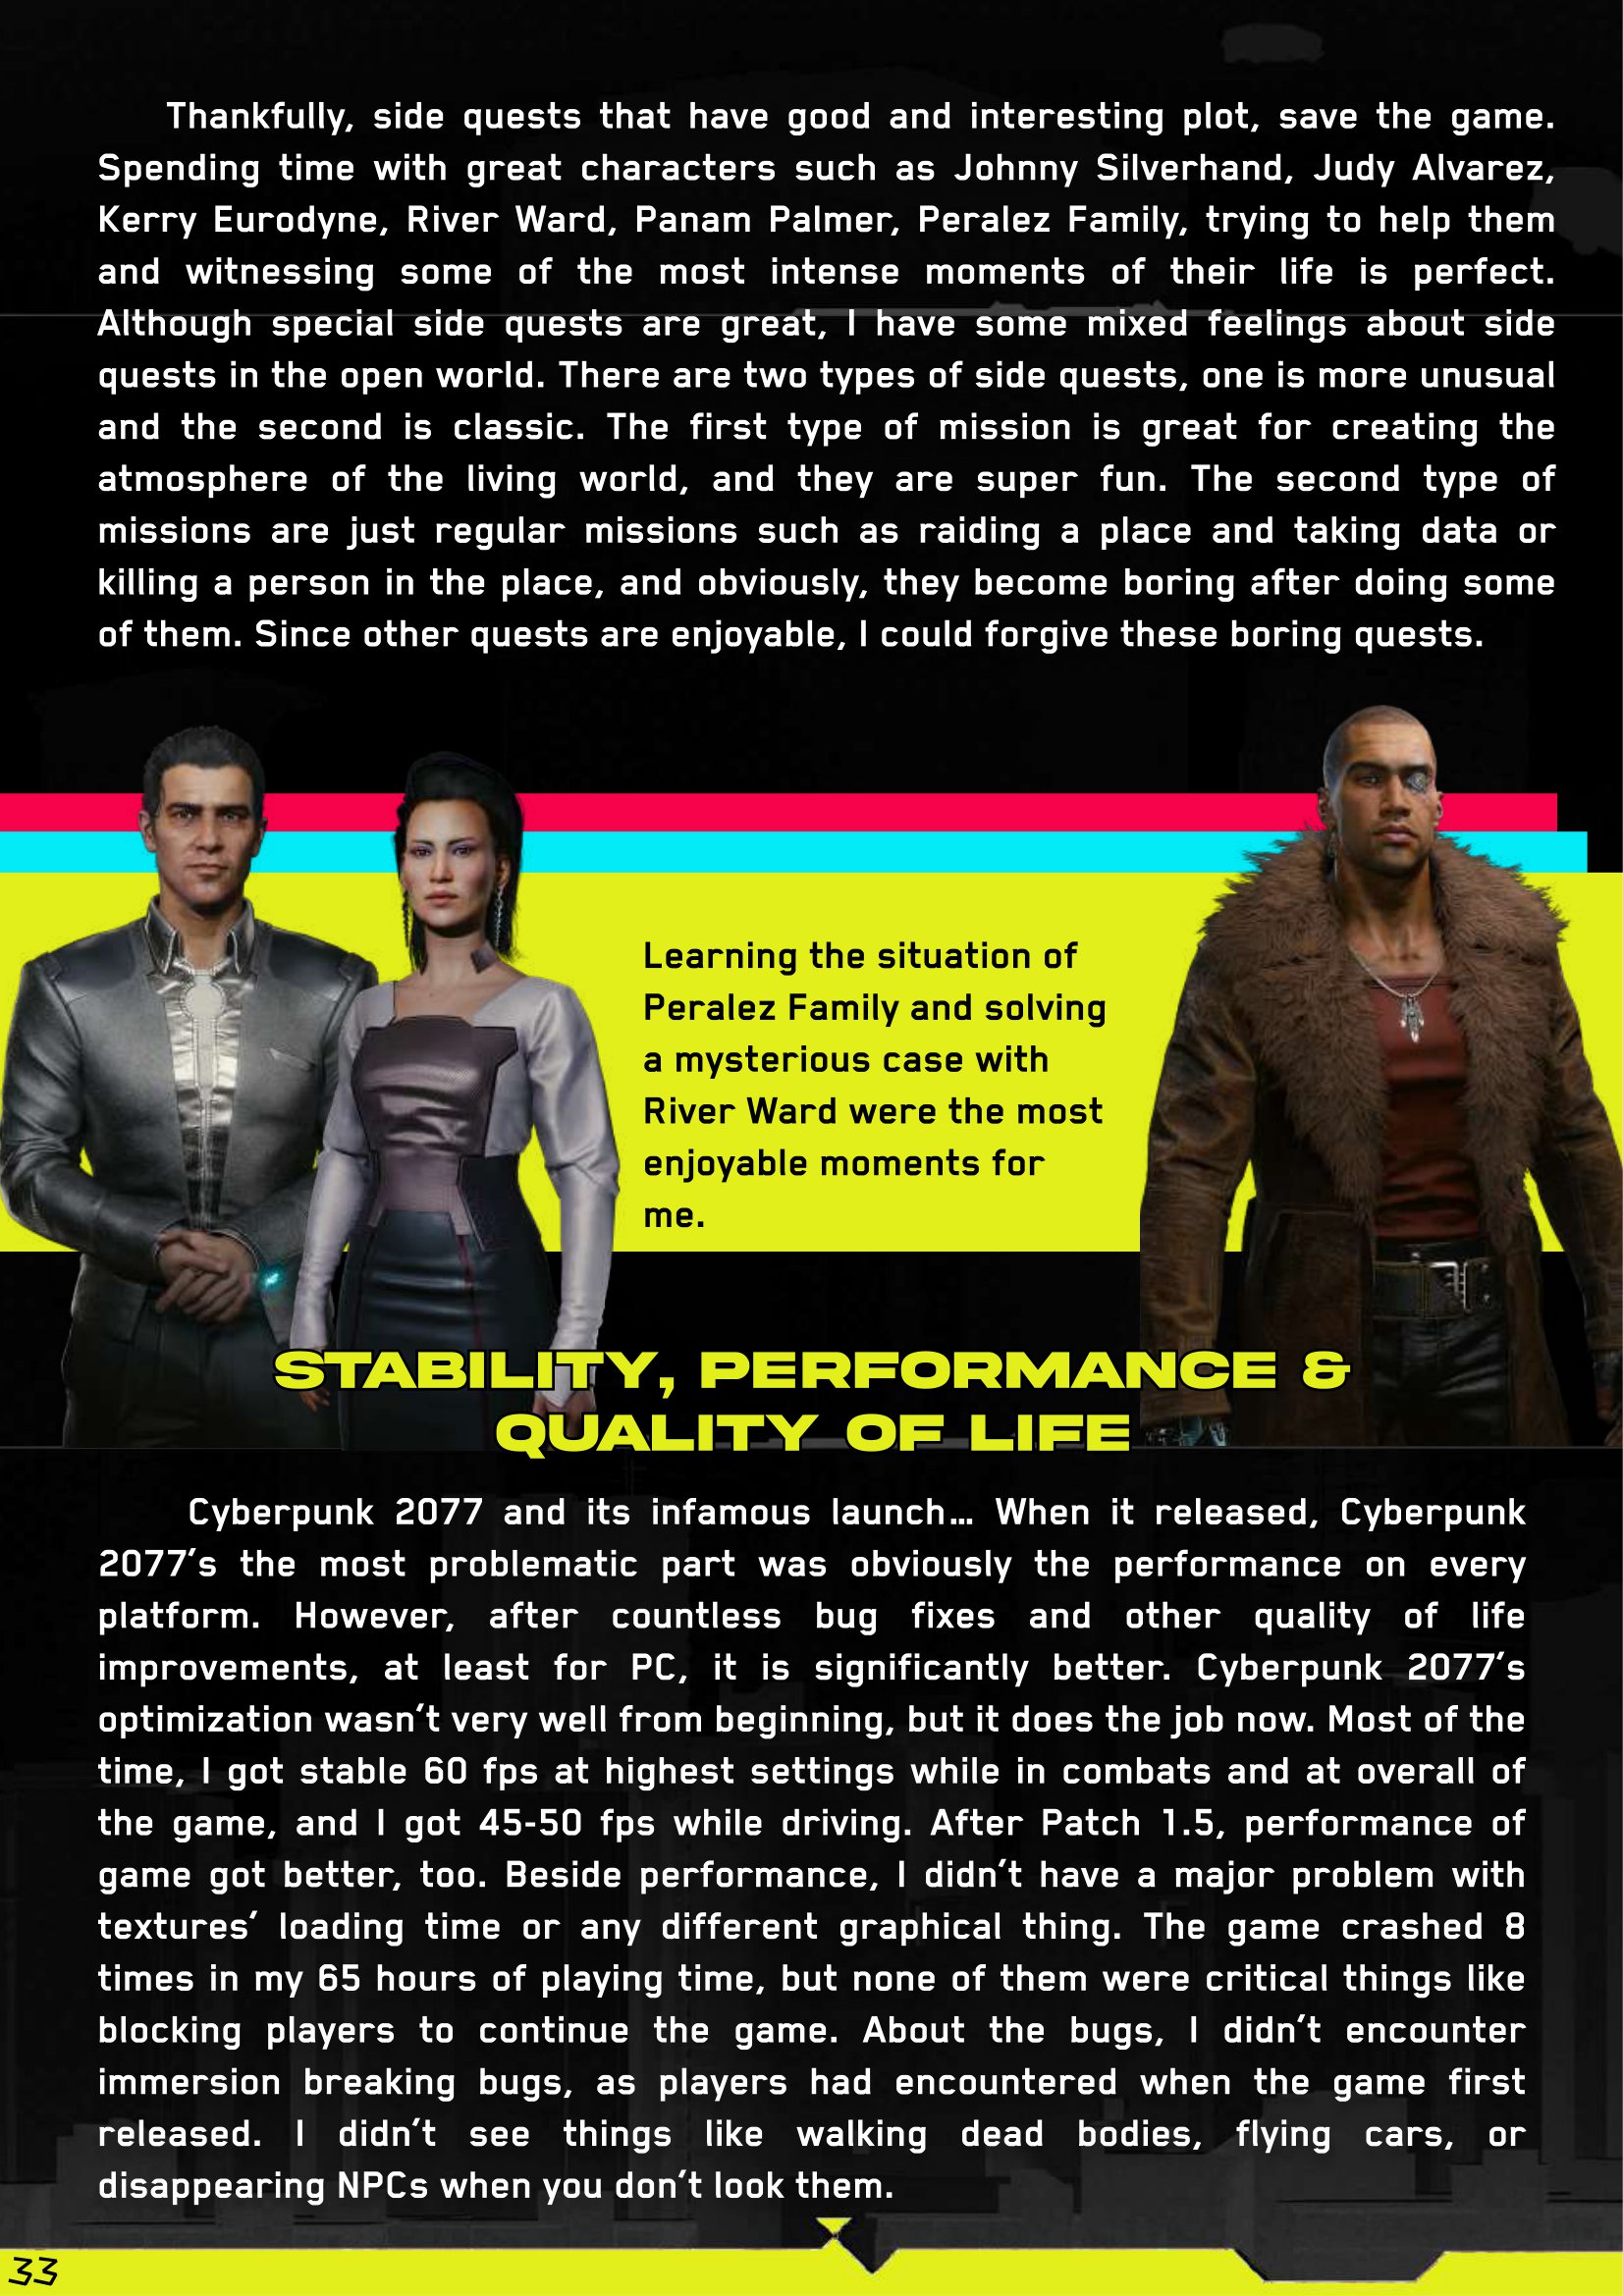 Thankfully, side quests that have good and interesting plot, save the game.
Spending time with great characters such as Johnny Silverhand, Judy Alvarez,
Kerry Eurodyne, River Ward, Panam Palmer, Peralez Family, trying to help them
and witnessing some of the most intense moments of their life is perfect.
Although special side quests are great, I have some mixed feelings about side
quests in the open world. There are two types of side quests, one is more unusual
and the second is classic. The first type of mission is great for creating the
atmosphere of the living world, and they are super fun. The second type of
missions are just regular missions such as raiding a place and taking data or
killing a person in the place, and obviously, they become boring after doing some
of them. Since other quests are enjoyable, I could forgive these boring quests.
Learning the situation of
Peralez Family and solving
a mysterious case with
River Ward were the most
enjoyable moments for
me.
STABILITY, PERFORMANCE &
QUALITY OF LIFE
Cyberpunk 2077 and its infamous launch... When it released, Cyberpunk
2077's the most problematic part was obviously the performance on every
platform. However, after countless bug fixes and other quality of life
improvements, at least for PC, it is significantly better. Cyberpunk 2077's
optimization wasn't very well from beginning, but it does the job now. Most of the
time, I got stable 60 fps at highest settings while in combats and at overall of
the game, and I got 45-50 fps while driving. After Patch 1.5, performance of
game got better, too. Beside performance, I didn't have a major problem with
textures' loading time or any different graphical thing. The game crashed 8
times in my 65 hours of playing time, but none of them were critical things like
blocking players to continue the game. About the bugs, I didn't encounter
immersion breaking bugs, as players had encountered when the game first
released. I didn't see things like walking dead bodies, flying cars, or
disappearing NPCs when you don't look them.
33